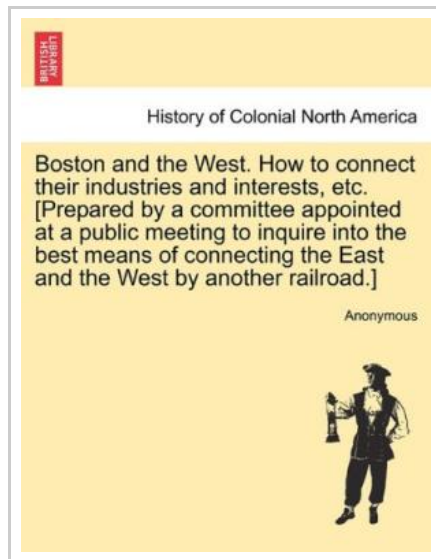 BRITISH
LIBRARY
History of Colonial North America
Boston and the West. How to connect
their industries and interests, etc.
[Prepared by a committee appointed
at a public meeting to inquire into the
best means of connecting the East
and the West by another railroad.]
Anonymous